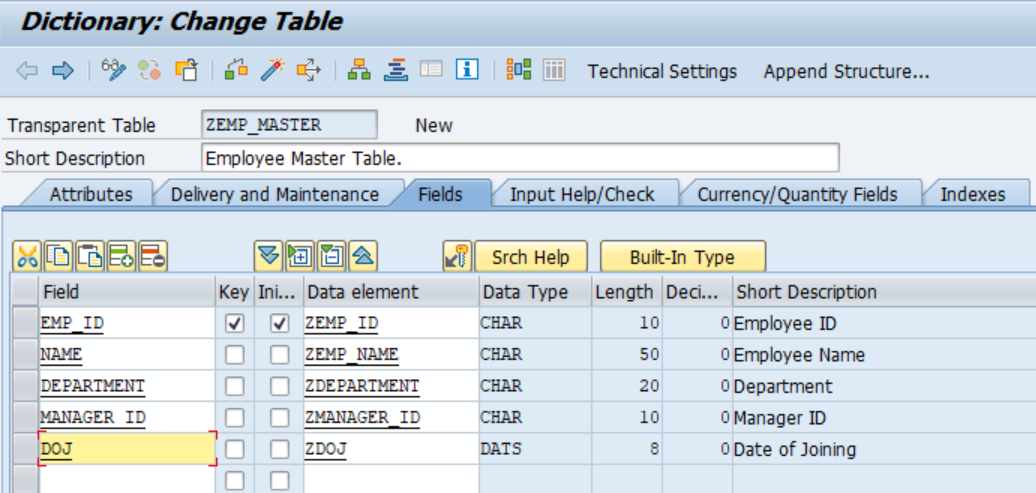 Dictionary: Change Table
Technical Settings Append Structure...
Transparent Table ZEMP_MASTER New
Short Description Employee Master Table.
Attributes Delivery and Maintenance Fields Input Help/Check Currency/Quantity Fields Indexes
Srch Help Built-In Type
Field Key Ini... Data element Data Type Length Deci... Short Description
EMP_ID ZEMP_ID CHAR 10 0 Employee ID
NAME ZEMP_NAME CHAR 50 0 Employee Name
DEPARTMENT ZDEPARTMENT CHAR 20 0 Department
MANAGER_ID ZMANAGER_ID CHAR 10 0 Manager ID
DOJ ZDOJ DATS 8 0 Date of Joining